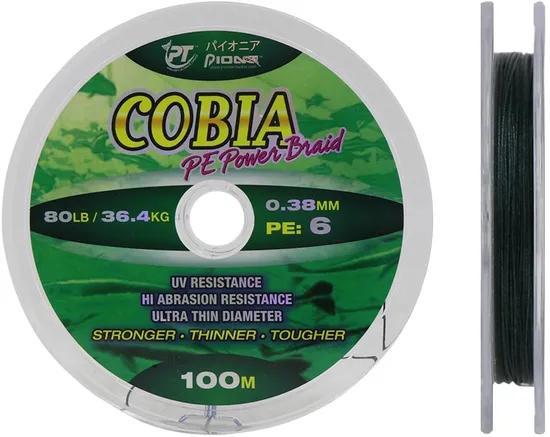 PT パイオニア
PIONEER
COBIA
PE Power Braid
80LB / 36.4KG
0.38MM
PE: 6
UV RESISTANCE
HI ABRASION RESISTANCE
ULTRA THIN DIAMETER
STRONGER · THINNER · TOUGHER
100M